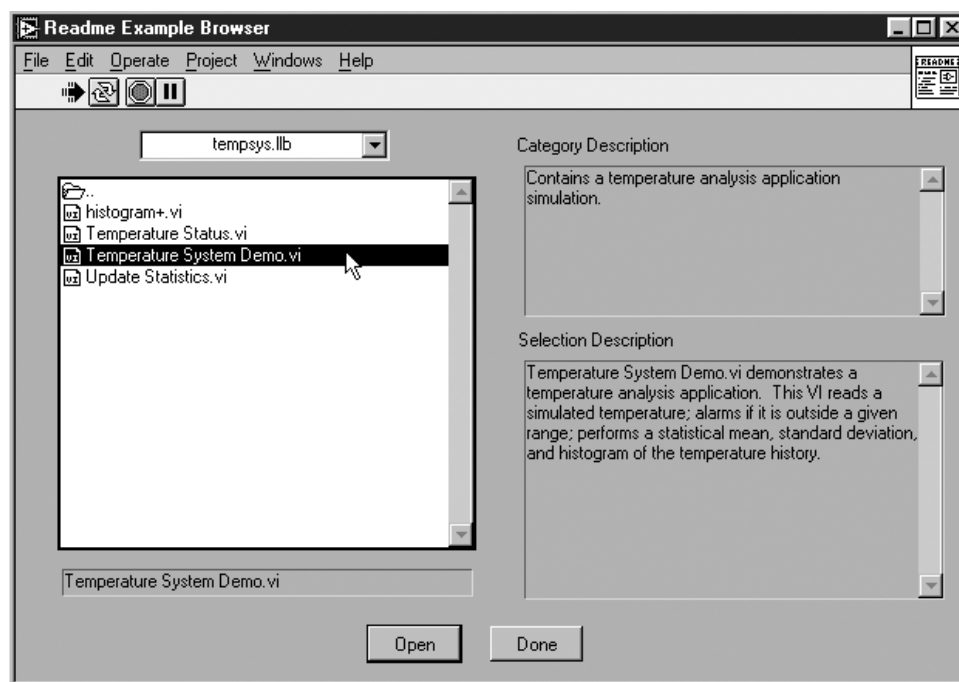 Readme Example Browser
File Edit Operate Project Windows Help
README
tempsys.llb
Category Description
..
histogram+.vi
Temperature Status.vi
Temperature System Demo.vi
Update Statistics.vi
Contains a temperature analysis application
simulation.
Selection Description
Temperature System Demo.vi demonstrates a
temperature analysis application. This VI reads a
simulated temperature; alarms if it is outside a given
range; performs a statistical mean, standard deviation,
and histogram of the temperature history.
Temperature System Demo.vi
Open Done